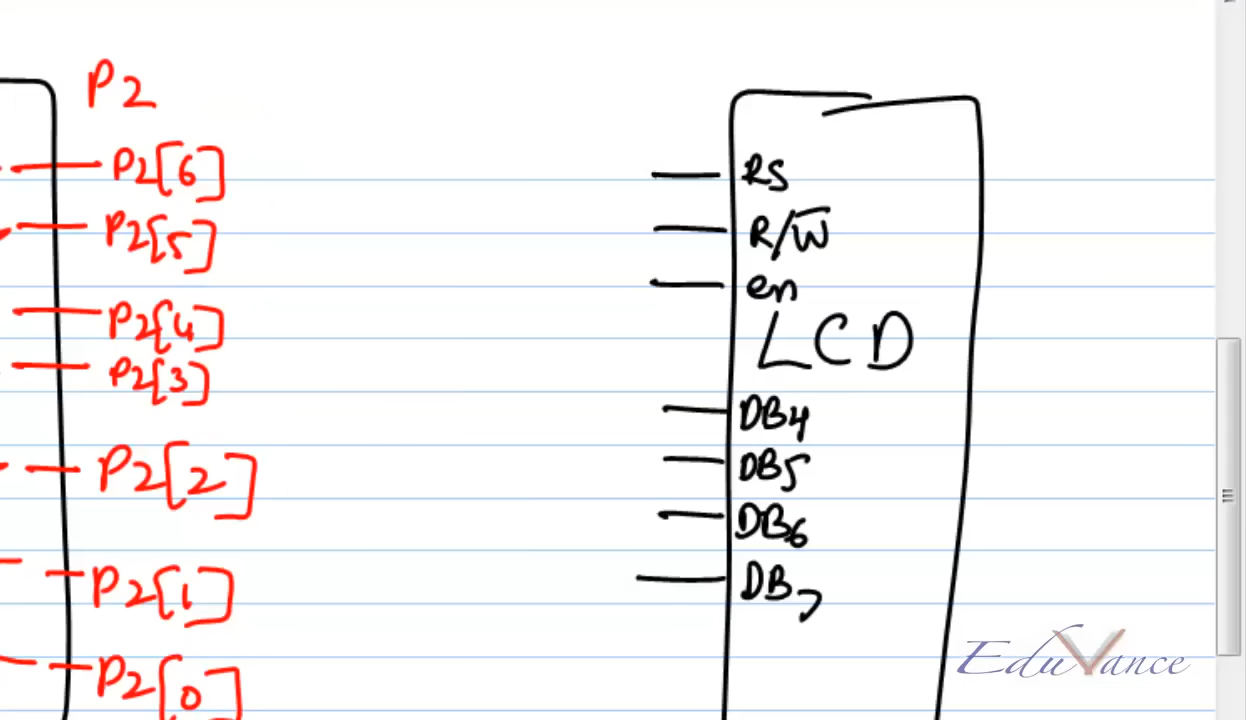 P2
P2[6]
P2[5]
P2[4]
P2[3]
P2[2]
P2[1]
P2[0]
RS
R/W̅
en
LCD
DB4
DB5
DB6
DB7
EduVance